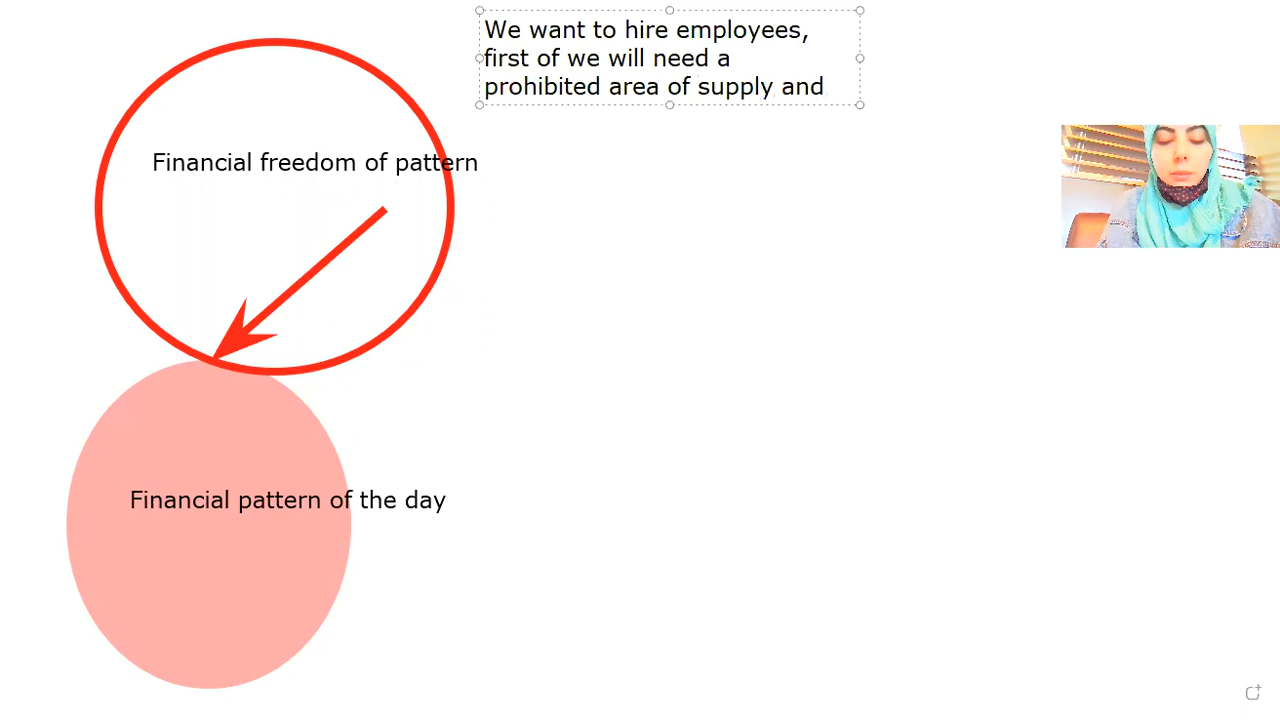 We want to hire employees,
first of we will need a
prohibited area of supply and
Financial freedom of pattern
Financial pattern of the day